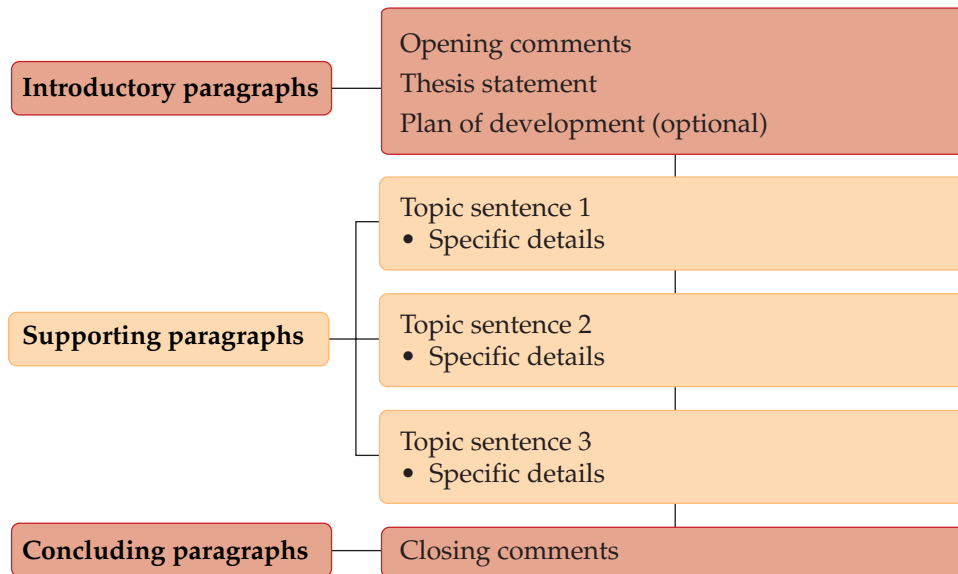 Introductory paragraphs
Opening comments
Thesis statement
Plan of development (optional)
Supporting paragraphs
Topic sentence 1
• Specific details
Topic sentence 2
• Specific details
Topic sentence 3
• Specific details
Concluding paragraphs
Closing comments